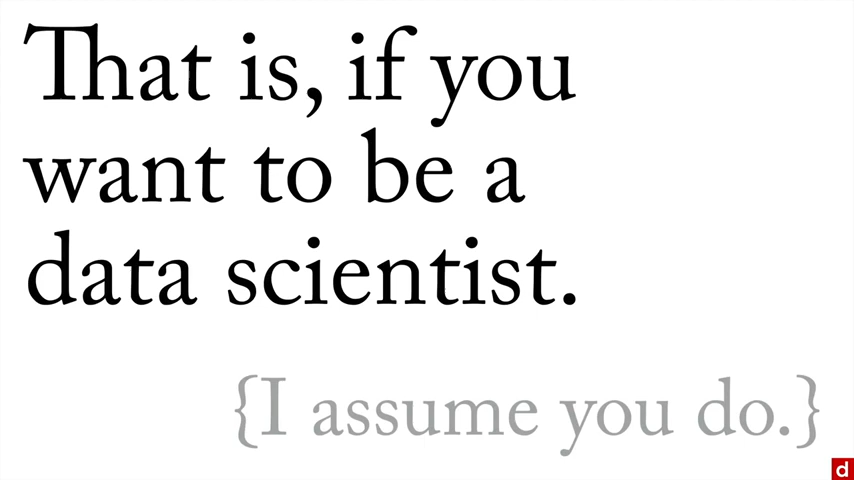 That is, if you
want to be a
data scientist.
{I assume you do.}
d